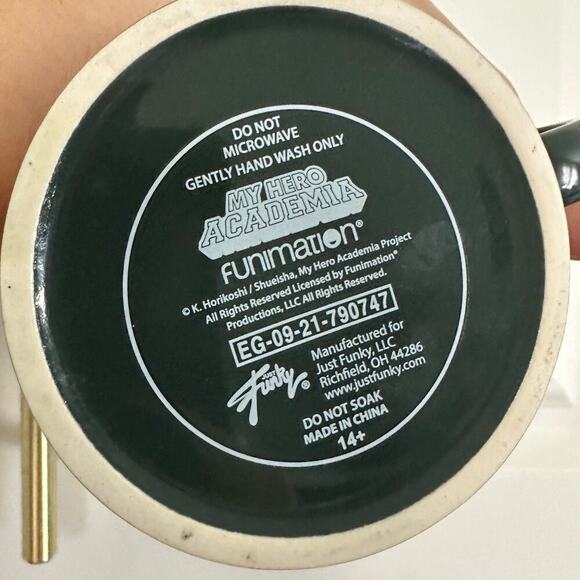 DO NOT
MICROWAVE
GENTLY HAND WASH ONLY
MY HERO
ACADEMIA
FUNIMATION®
© K. Horikoshi / Shueisha, My Hero Academia Project
All Rights Reserved Licensed by Funimation®
Productions, LLC All Rights Reserved.
EG-09-21-790747
JUST
Funky®
Manufactured for
Just Funky, LLC
Richfield, OH 44286
www.justfunky.com
DO NOT SOAK
MADE IN CHINA
14+